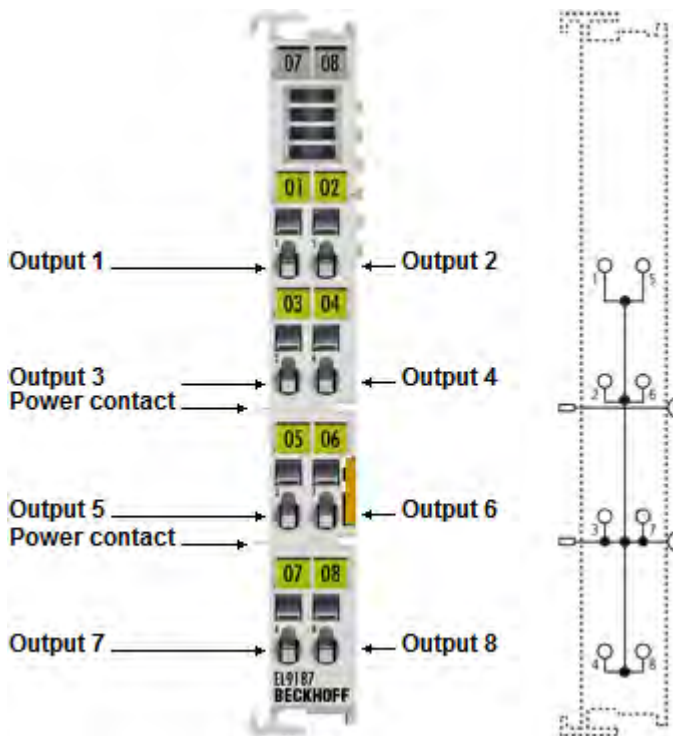 07 08
01 02
Output 1
Output 2
03 04
Output 3
Output 4
Power contact
05 06
Output 5
Output 6
Power contact
07 08
Output 7
Output 8
EL9187
BECKHOFF
1 5
2 6
3 7
4 8